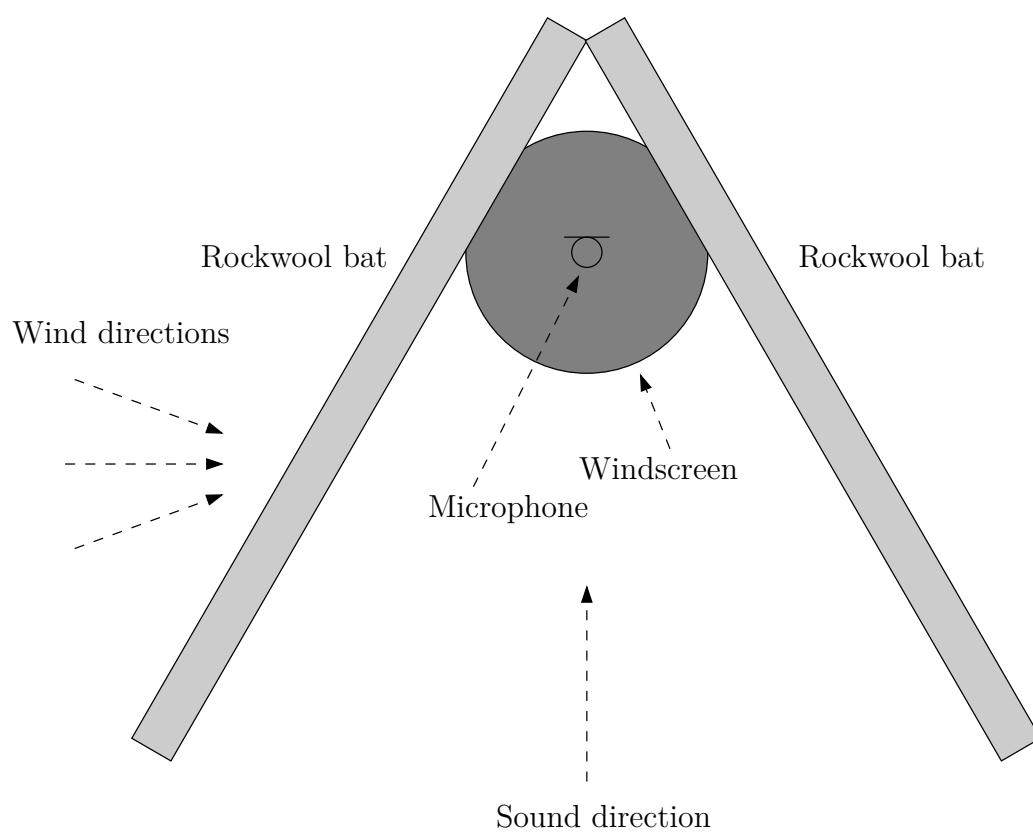 Rockwool bat
Rockwool bat
Wind directions
Windscreen
Microphone
Sound direction